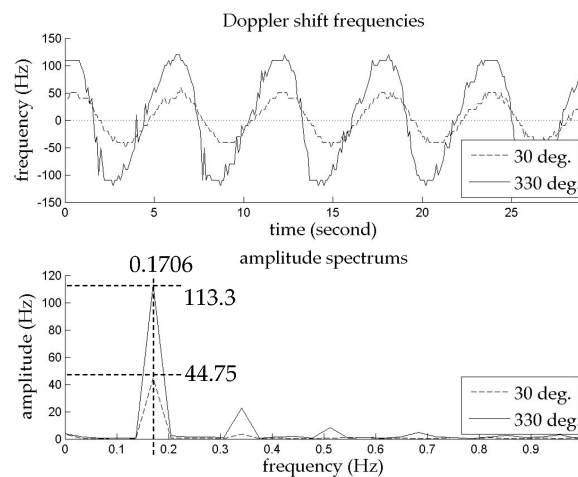 Doppler shift frequencies
frequency (Hz)
150
100
50
0
-50
-100
-150
0 5 10 15 20 25
time (second)
30 deg.
330 deg.
amplitude spectrums
0.1706
113.3
44.75
amplitude (Hz)
120
100
80
60
40
20
0
0 0.1 0.2 0.3 0.4 0.5 0.6 0.7 0.8 0.9
frequency (Hz)
30 deg.
330 deg.